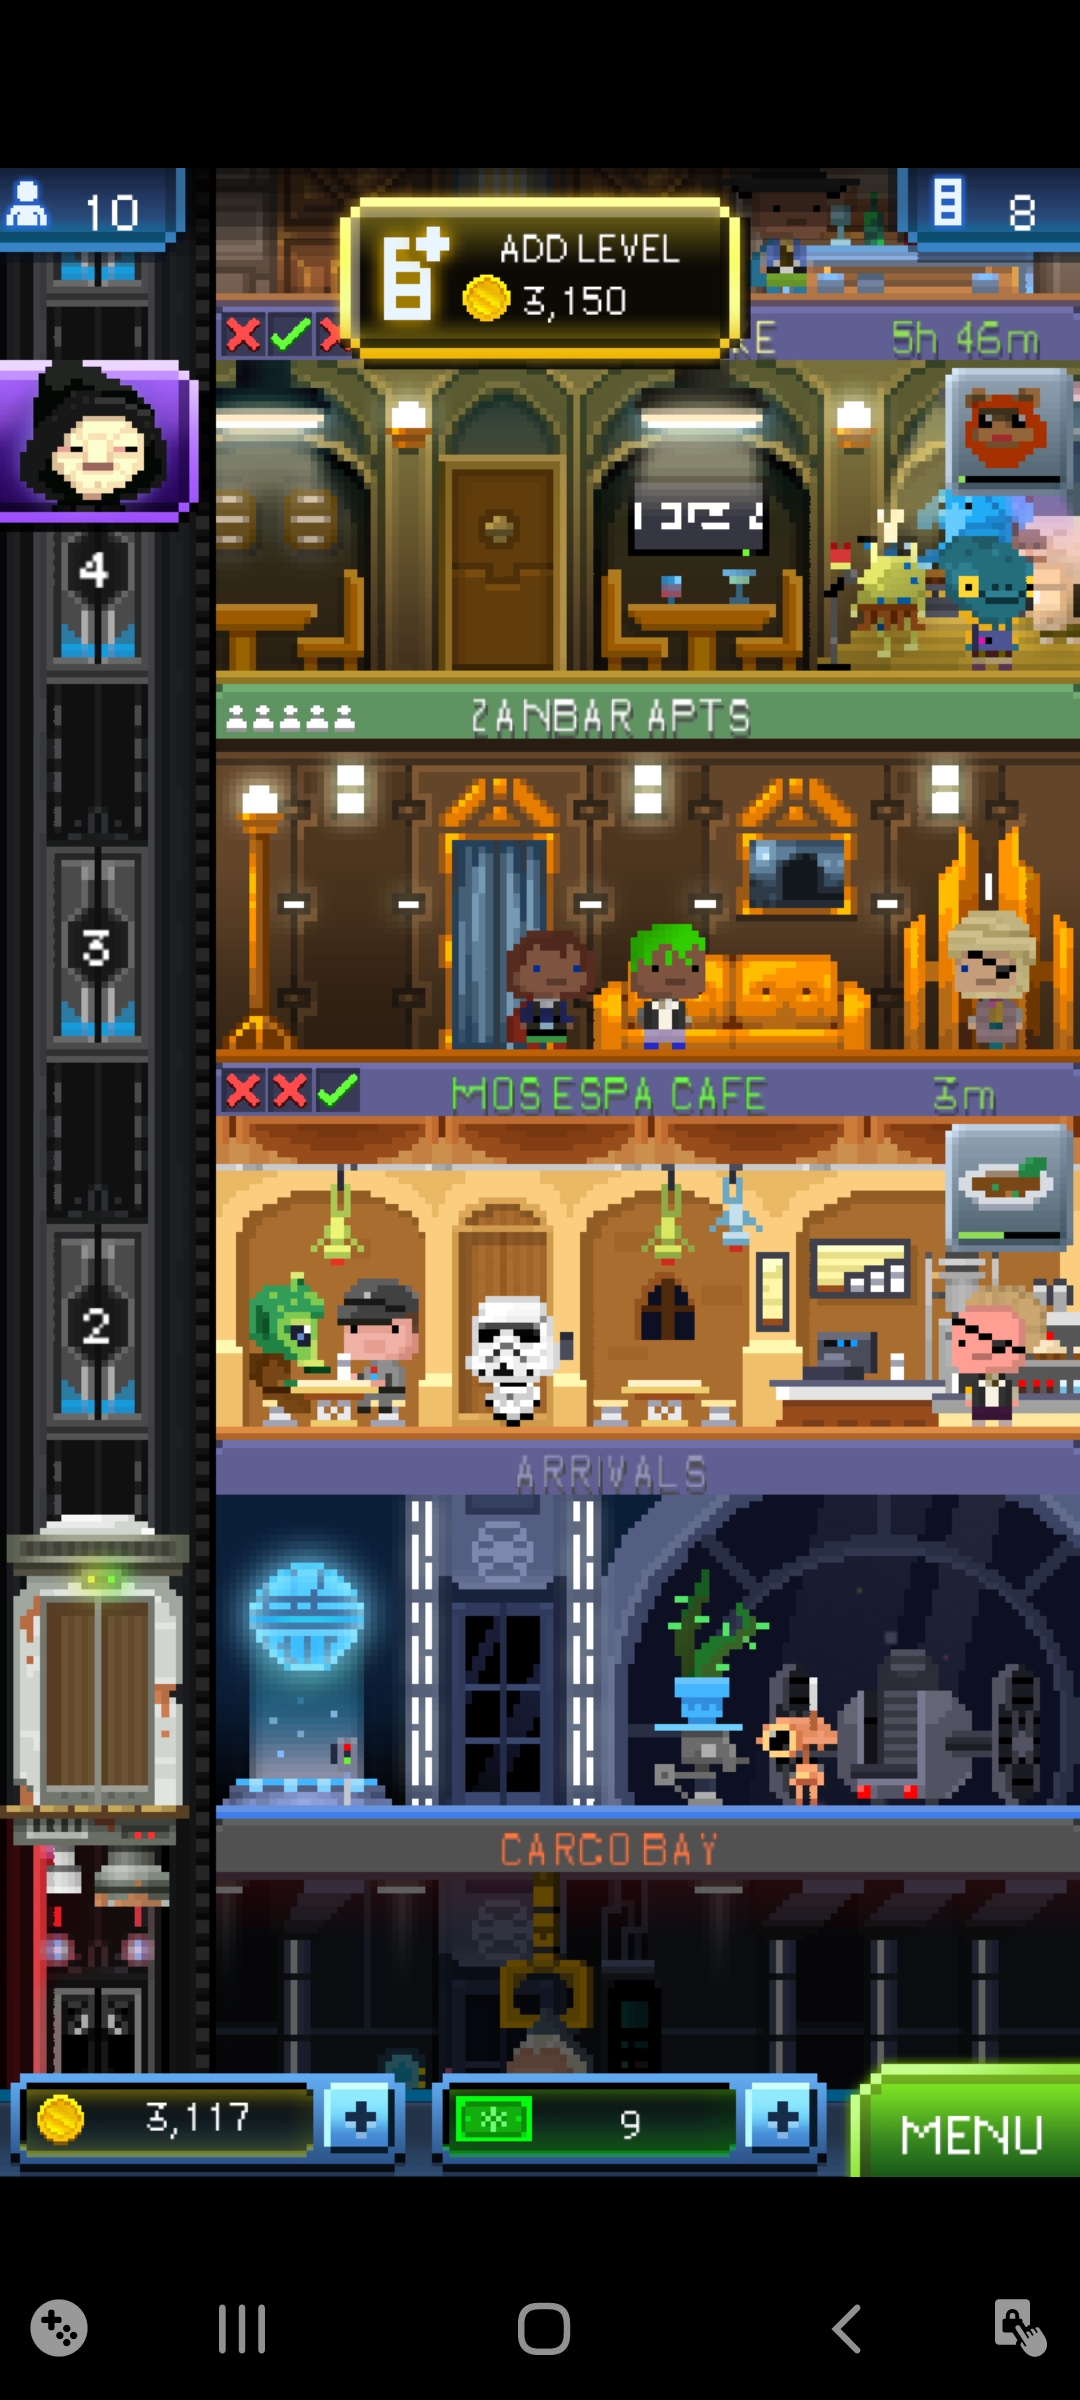 10
ADD LEVEL
3,150
8
KE
5h 46m
4
ZANBAR APTS
3
MOS ESPA CAFE
3m
2
ARRIVALS
CARGO BAY
3,117
9
MENU